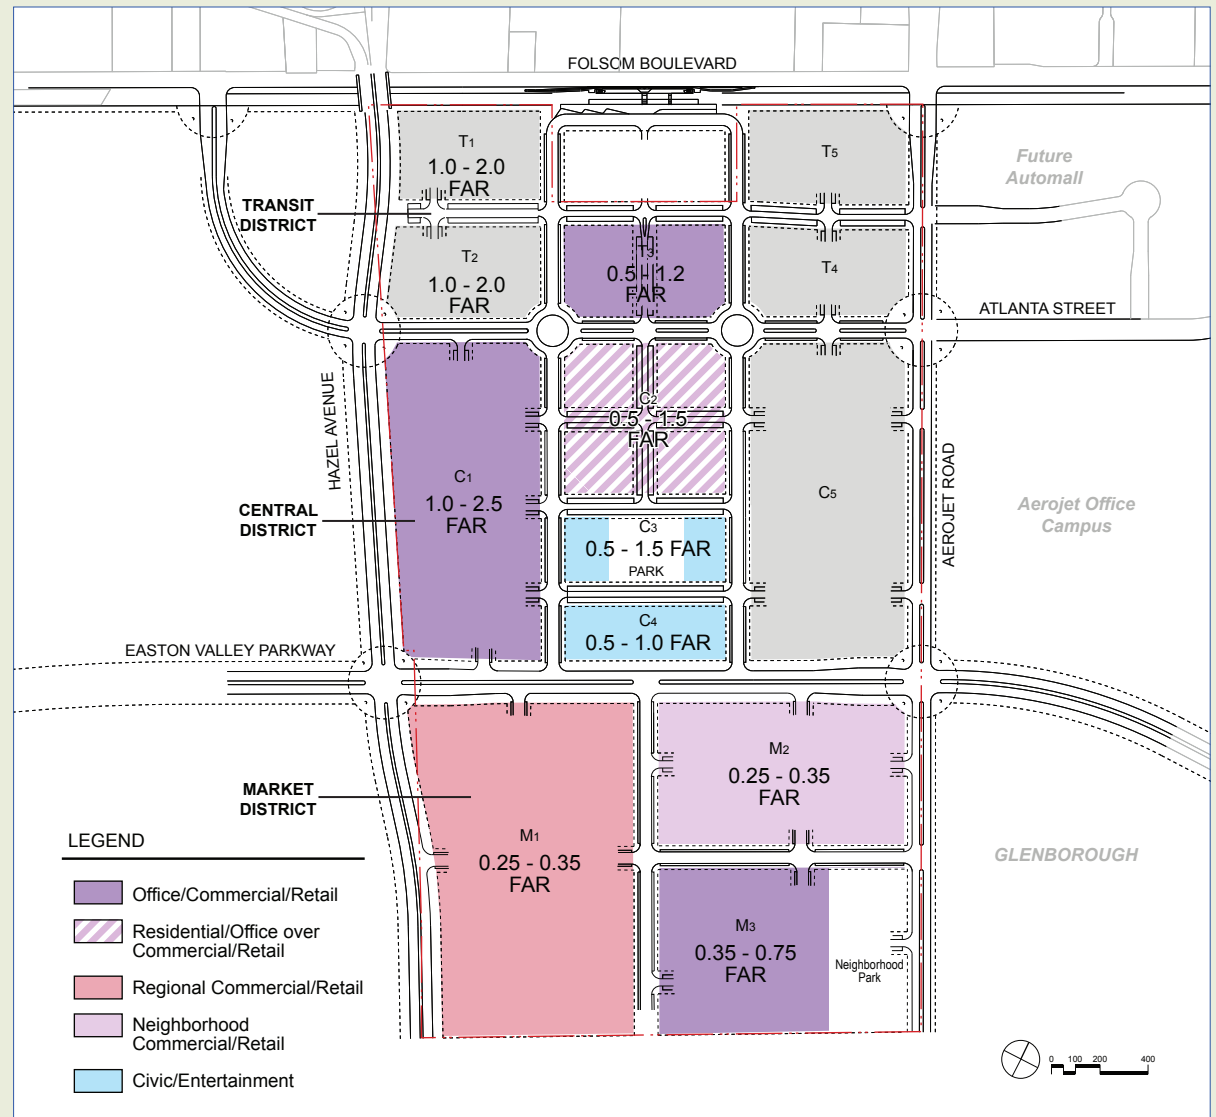 FOLSOM BOULEVARD
T1
1.0 - 2.0
FAR
T5
Future
Automall
TRANSIT
DISTRICT
T2
1.0 - 2.0
FAR
T3
0.5 - 1.2
FAR
T4
ATLANTA STREET
HAZEL AVENUE
C2
0.5 - 1.5
FAR
C1
1.0 - 2.5
FAR
C5
AEROJET ROAD
Aerojet Office
Campus
CENTRAL
DISTRICT
C3
0.5 - 1.5 FAR
PARK
C4
0.5 - 1.0 FAR
EASTON VALLEY PARKWAY
M2
0.25 - 0.35
FAR
MARKET
DISTRICT
M1
0.25 - 0.35
FAR
GLENBOROUGH
M3
0.35 - 0.75
FAR
Neighborhood
Park
LEGEND
Office/Commercial/Retail
Residential/Office over
Commercial/Retail
Regional Commercial/Retail
Neighborhood
Commercial/Retail
Civic/Entertainment
0 100 200 400